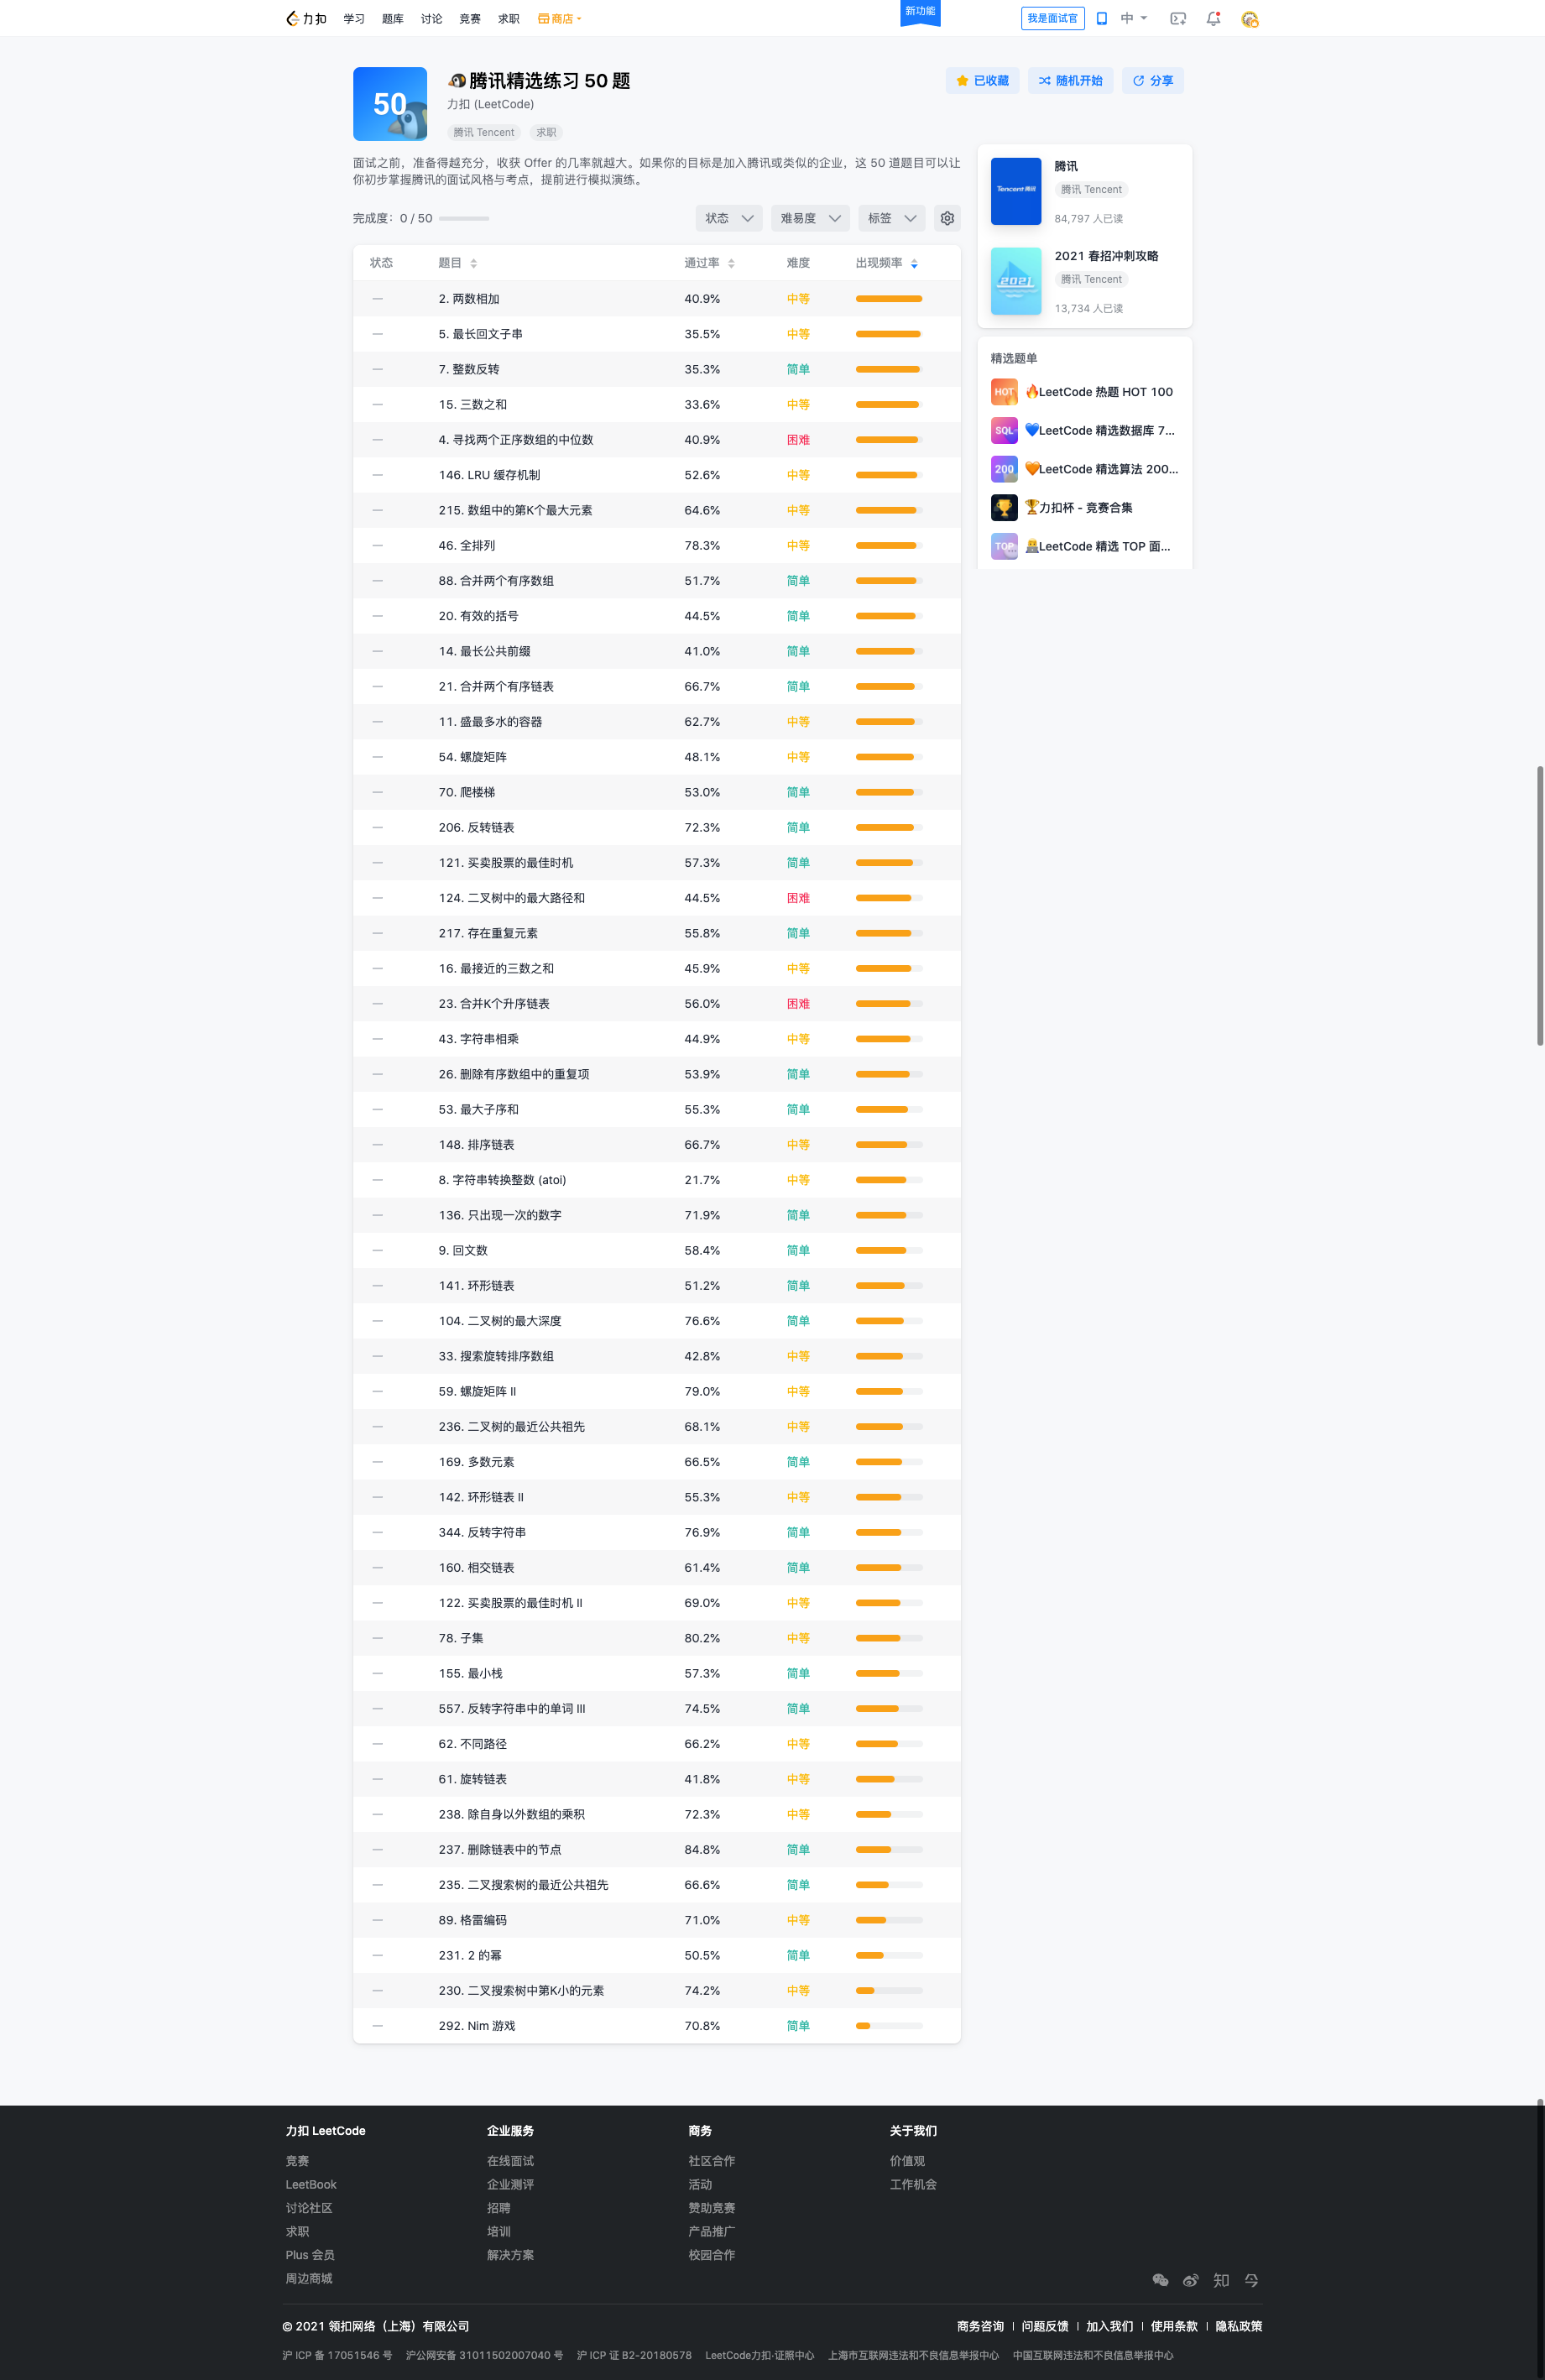 力扣 学习 题库 讨论 竞赛 求职 商店 新功能 我是面试官 中
50
腾讯精选练习 50 题
已收藏 随机开始 分享
力扣 (LeetCode)
腾讯 Tencent 求职
面试之前，准备得越充分，收获 Offer 的几率就越大。如果你的目标是加入腾讯或类似的企业，这 50 道题目可以让
你初步掌握腾讯的面试风格与考点，提前进行模拟演练。
完成度：0 / 50 状态 难易度 标签
状态 题目 通过率 难度 出现频率
2. 两数相加 40.9% 中等
5. 最长回文子串 35.5% 中等
7. 整数反转 35.3% 简单
15. 三数之和 33.6% 中等
4. 寻找两个正序数组的中位数 40.9% 困难
146. LRU 缓存机制 52.6% 中等
215. 数组中的第K个最大元素 64.6% 中等
46. 全排列 78.3% 中等
88. 合并两个有序数组 51.7% 简单
20. 有效的括号 44.5% 简单
14. 最长公共前缀 41.0% 简单
21. 合并两个有序链表 66.7% 简单
11. 盛最多水的容器 62.7% 中等
54. 螺旋矩阵 48.1% 中等
70. 爬楼梯 53.0% 简单
206. 反转链表 72.3% 简单
121. 买卖股票的最佳时机 57.3% 简单
124. 二叉树中的最大路径和 44.5% 困难
217. 存在重复元素 55.8% 简单
16. 最接近的三数之和 45.9% 中等
23. 合并K个升序链表 56.0% 困难
43. 字符串相乘 44.9% 中等
26. 删除有序数组中的重复项 53.9% 简单
53. 最大子序和 55.3% 简单
148. 排序链表 66.7% 中等
8. 字符串转换整数 (atoi) 21.7% 中等
136. 只出现一次的数字 71.9% 简单
9. 回文数 58.4% 简单
141. 环形链表 51.2% 简单
104. 二叉树的最大深度 76.6% 简单
33. 搜索旋转排序数组 42.8% 中等
59. 螺旋矩阵 II 79.0% 中等
236. 二叉树的最近公共祖先 68.1% 中等
169. 多数元素 66.5% 简单
142. 环形链表 II 55.3% 中等
344. 反转字符串 76.9% 简单
160. 相交链表 61.4% 简单
122. 买卖股票的最佳时机 II 69.0% 中等
78. 子集 80.2% 中等
155. 最小栈 57.3% 简单
557. 反转字符串中的单词 III 74.5% 简单
62. 不同路径 66.2% 中等
61. 旋转链表 41.8% 中等
238. 除自身以外数组的乘积 72.3% 中等
237. 删除链表中的节点 84.8% 简单
235. 二叉搜索树的最近公共祖先 66.6% 简单
89. 格雷编码 71.0% 中等
231. 2 的幂 50.5% 简单
230. 二叉搜索树中第K小的元素 74.2% 中等
292. Nim 游戏 70.8% 简单
Tencent 腾讯
腾讯
腾讯 Tencent
84,797 人已读
2021
2021 春招冲刺攻略
腾讯 Tencent
13,734 人已读
精选题单
HOT LeetCode 热题 HOT 100
SQL LeetCode 精选数据库 7...
200 LeetCode 精选算法 200...
力扣杯 - 竞赛合集
TOP LeetCode 精选 TOP 面...
力扣 LeetCode 企业服务 商务 关于我们
竞赛 在线面试 社区合作 价值观
LeetBook 企业测评 活动 工作机会
讨论社区 招聘 赞助竞赛
求职 培训 产品推广
Plus 会员 解决方案 校园合作
周边商城 知
© 2021 领扣网络（上海）有限公司 商务咨询 | 问题反馈 | 加入我们 | 使用条款 | 隐私政策
沪 ICP 备 17051546 号 沪公网安备 31011502007040 号 沪 ICP 证 B2-20180578 LeetCode力扣·证照中心 上海市互联网违法和不良信息举报中心 中国互联网违法和不良信息举报中心